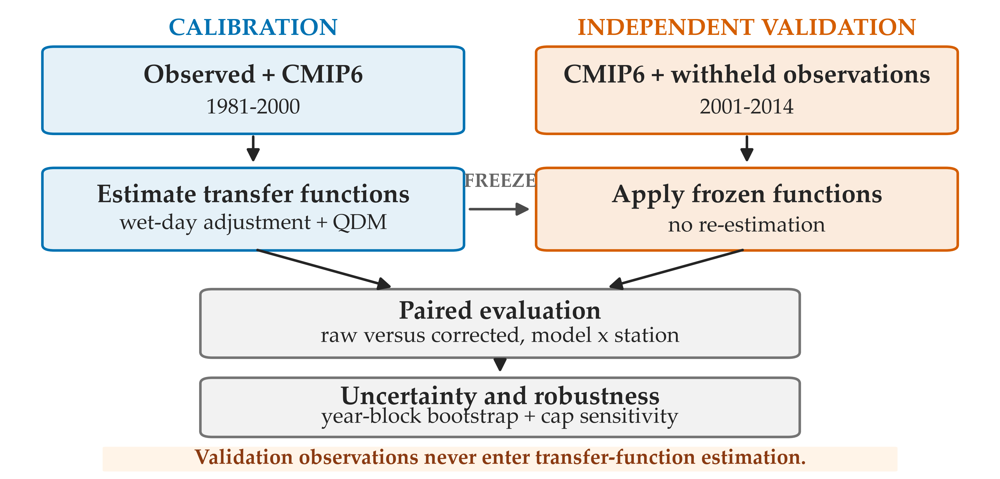 CALIBRATION
INDEPENDENT VALIDATION
Observed + CMIP6
1981-2000
CMIP6 + withheld observations
2001-2014
Estimate transfer functions
wet-day adjustment + QDM
FREEZE
Apply frozen functions
no re-estimation
Paired evaluation
raw versus corrected, model x station
Uncertainty and robustness
year-block bootstrap + cap sensitivity
Validation observations never enter transfer-function estimation.